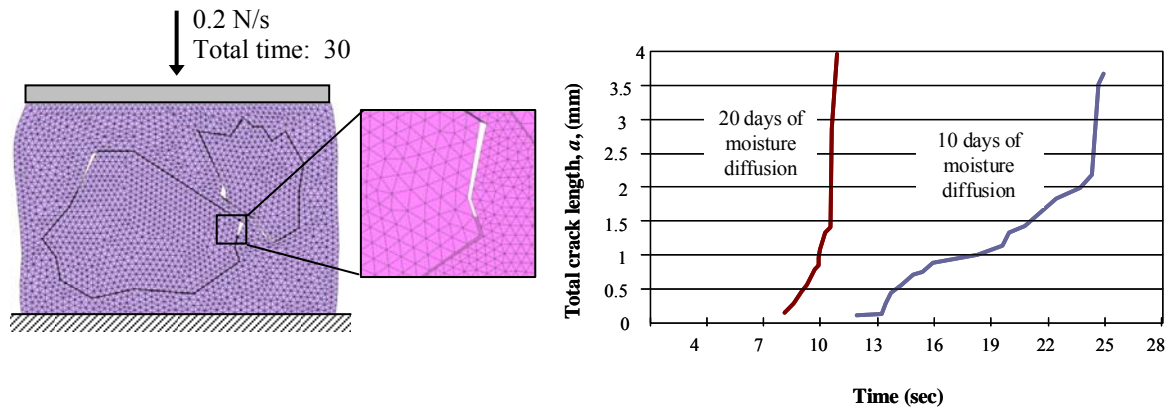 0.2 N/s
Total time: 30
Total crack length, a, (mm)
4
3.5
3
2.5
2
1.5
1
0.5
0
20 days of
moisture
diffusion
10 days of
moisture
diffusion
4 7 10 13 16 19 22 25 28
Time (sec)